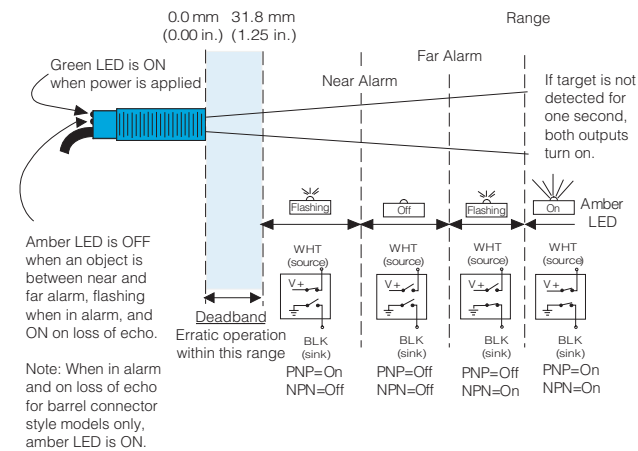 0.0 mm 31.8 mm
(0.00 in.) (1.25 in.)
Range
Far Alarm
Near Alarm
Green LED is ON
when power is applied
If target is not
detected for
one second,
both outputs
turn on.
Flashing
Off
Flashing
On
Amber
LED
Amber LED is OFF
when an object is
between near and
far alarm, flashing
when in alarm, and
ON on loss of echo.
Note: When in alarm
and on loss of echo
for barrel connector
style models only,
amber LED is ON.
Deadband
Erratic operation
within this range
WHT
(source)
V+
BLK
(sink)
PNP=On
NPN=Off
WHT
(source)
V+
BLK
(sink)
PNP=Off
NPN=Off
WHT
(source)
V+
BLK
(sink)
PNP=Off
NPN=On
WHT
(source)
V+
BLK
(sink)
PNP=On
NPN=On